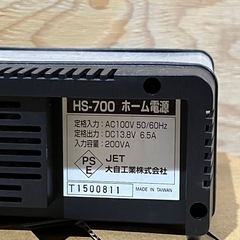 HS-700 ホーム電源
定格入力：AC100V 50/60Hz
定格出力：DC13.8V 6.5A
入力容量：200VA
PS
E
JET
大自工業株式会社
T1500811
MADE IN TAIWAN